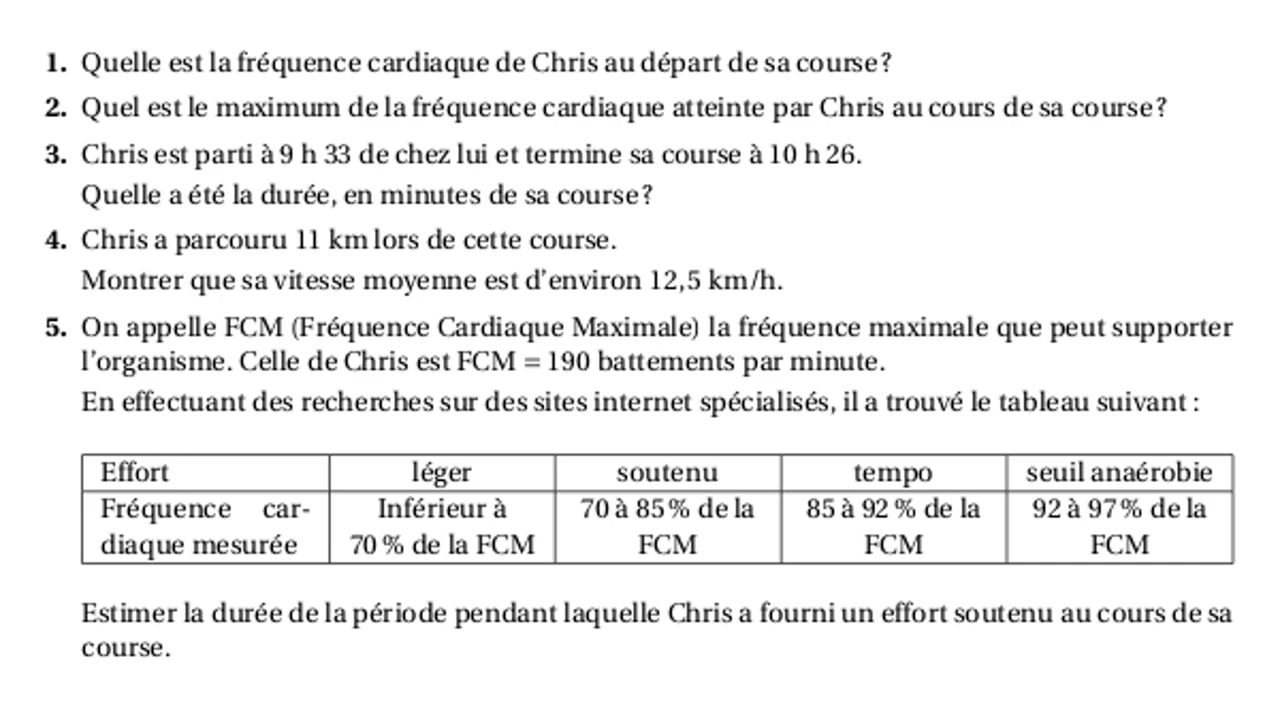 1. Quelle est la fréquence cardiaque de Chris au départ de sa course?
2. Quel est le maximum de la fréquence cardiaque atteinte par Chris au cours de sa course?
3. Chris est parti à 9 h 33 de chez lui et termine sa course à 10 h 26.
Quelle a été la durée, en minutes de sa course?
4. Chris a parcouru 11 km lors de cette course.
Montrer que sa vitesse moyenne est d'environ 12,5 km/h.
5. On appelle FCM (Fréquence Cardiaque Maximale) la fréquence maximale que peut supporter
l'organisme. Celle de Chris est FCM = 190 battements par minute.
En effectuant des recherches sur des sites internet spécialisés, il a trouvé le tableau suivant :
Effort léger soutenu tempo seuil anaérobie
Fréquence car- Inférieur à 70 à 85 % de la 85 à 92 % de la 92 à 97 % de la
diaque mesurée 70 % de la FCM FCM FCM FCM
Estimer la durée de la période pendant laquelle Chris a fourni un effort soutenu au cours de sa
course.